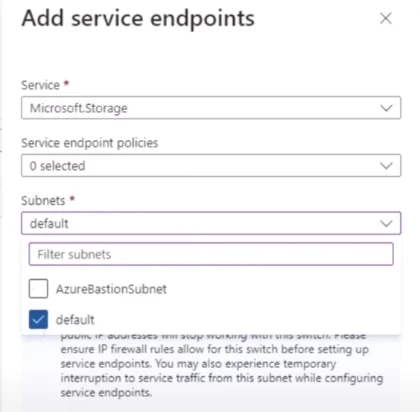 Add service endpoints
Service *
Microsoft.Storage
Service endpoint policies
0 selected
Subnets *
default
Filter subnets
AzureBastionSubnet
default
public IP addresses will stop working with this switch. Please
ensure IP firewall rules allow for this switch before setting up
service endpoints. You may also experience temporary
interruption to service traffic from this subnet while configuring
service endpoints.